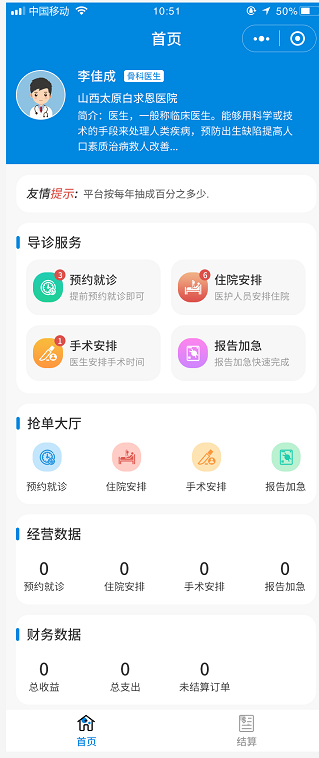 中国移动 10:51 50%
首页
李佳成 骨科医生
山西太原白求恩医院
简介：医生，一般称临床医生。能够用科学或技
术的手段来处理人类疾病，预防出生缺陷提高人
口素质治病救人改善...
友情提示：平台按每年抽成百分之多少.
导诊服务
3 预约就诊
提前预约就诊即可
6 住院安排
医护人员安排住院
1 手术安排
医生安排手术时间
报告加急
报告加急快速完成
抢单大厅
预约就诊 住院安排 手术安排 报告加急
经营数据
0 0 0 0
预约就诊 住院安排 手术安排 报告加急
财务数据
0 0 0
总收益 总支出 未结算订单
首页 结算